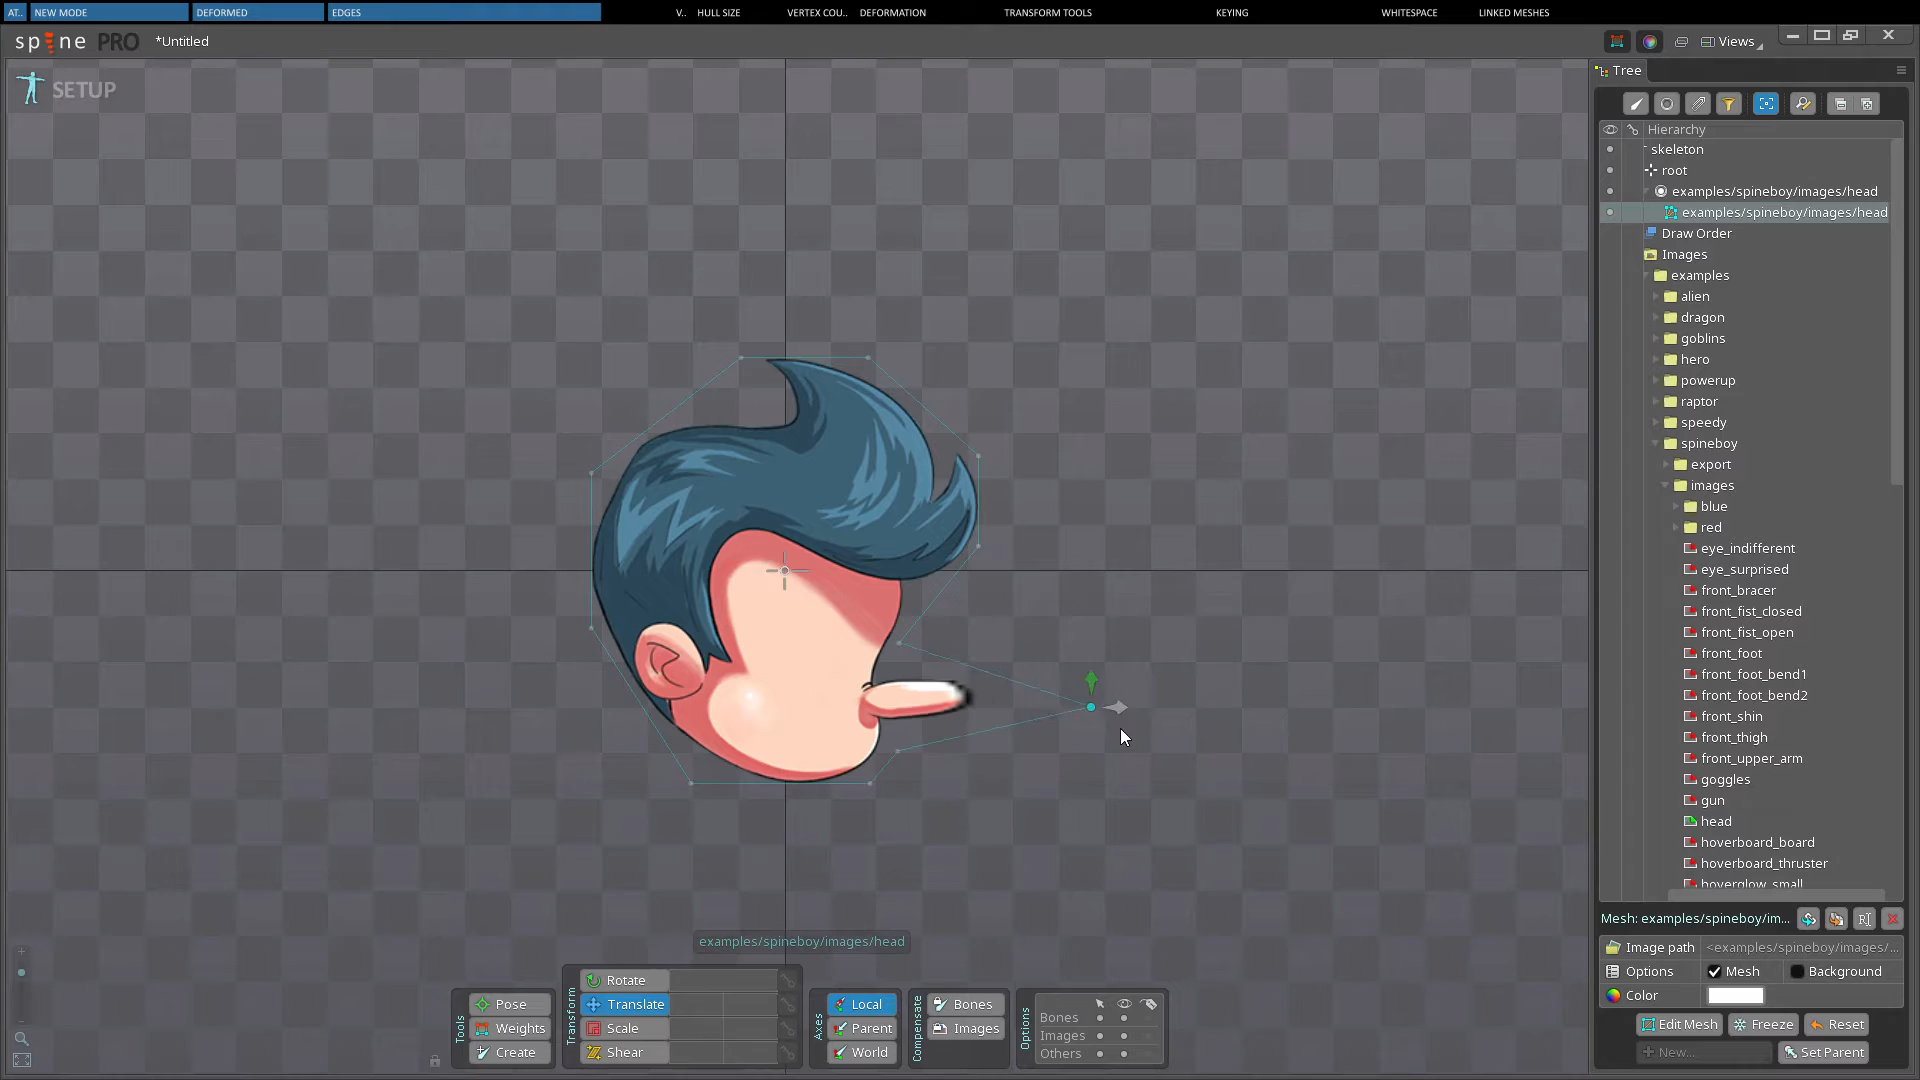 AT.. NEW MODE DEFORMED EDGES V.. HULL SIZE VERTEX COU.. DEFORMATION TRANSFORM TOOLS KEYING WHITESPACE LINKED MESHES
spine PRO *Untitled Views
SETUP
Tree
Hierarchy
skeleton
root
examples/spineboy/images/head
examples/spineboy/images/head
Draw Order
Images
examples
alien
dragon
goblins
hero
powerup
raptor
speedy
spineboy
export
images
blue
red
eye_indifferent
eye_surprised
front_bracer
front_fist_closed
front_fist_open
front_foot
front_foot_bend1
front_foot_bend2
front_shin
front_thigh
front_upper_arm
goggles
gun
head
hoverboard_board
hoverboard_thruster
hoverglow_small
Mesh: examples/spineboy/im...
Image path <examples/spineboy/images/...
Options Mesh Background
Color
Edit Mesh Freeze Reset
New... Set Parent
examples/spineboy/images/head
Tools
Pose
Weights
Create
Transform
Rotate
Translate
Scale
Shear
Axes
Local
Parent
World
Compensate
Bones
Images
Options
Bones
Images
Others